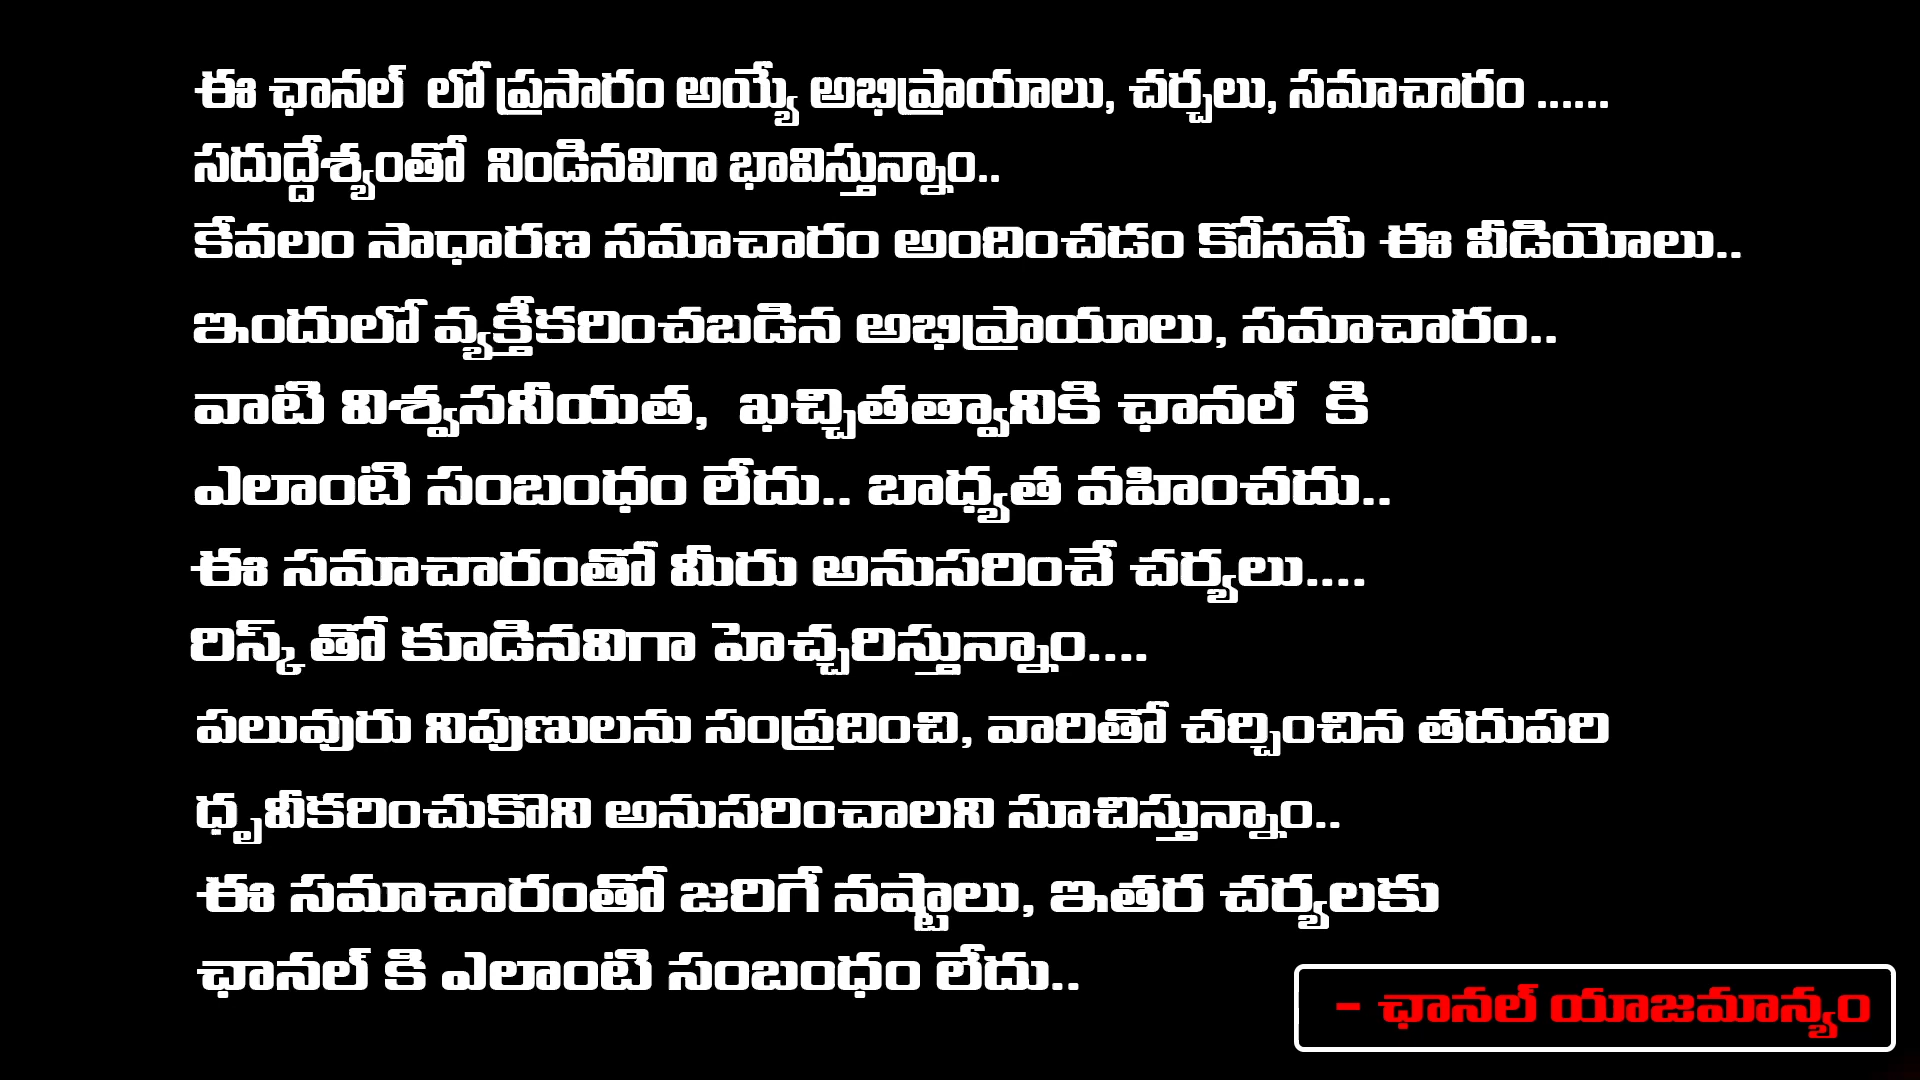 ఈ ఛానల్ లో ప్రసారం అయ్యే అభిప్రాయాలు, చర్చలు, సమాచారం ......
సదుద్దేశ్యంతో నిండినవిగా భావిస్తున్నాం..
కేవలం సాధారణ సమాచారం అందించడం కోసమే ఈ వీడియోలు..
ఇందులో వ్యక్తీకరించబడిన అభిప్రాయాలు, సమాచారం..
వాటి విశ్వసనీయత, ఖచ్చితత్వానికి ఛానల్ కి
ఎలాంటి సంబంధం లేదు.. బాధ్యత వహించదు..
ఈ సమాచారంతో మీరు అనుసరించే చర్యలు....
రిస్క్ తో కూడినవిగా హెచ్చరిస్తున్నాం....
పలువురు నిపుణులను సంప్రదించి, వారితో చర్చించిన తదుపరి
ధృవీకరించుకొని అనుసరించాలని సూచిస్తున్నాం..
ఈ సమాచారంతో జరిగే నష్టాలు, ఇతర చర్యలకు
ఛానల్ కి ఎలాంటి సంబంధం లేదు..
- ఛానల్ యాజమాన్యం